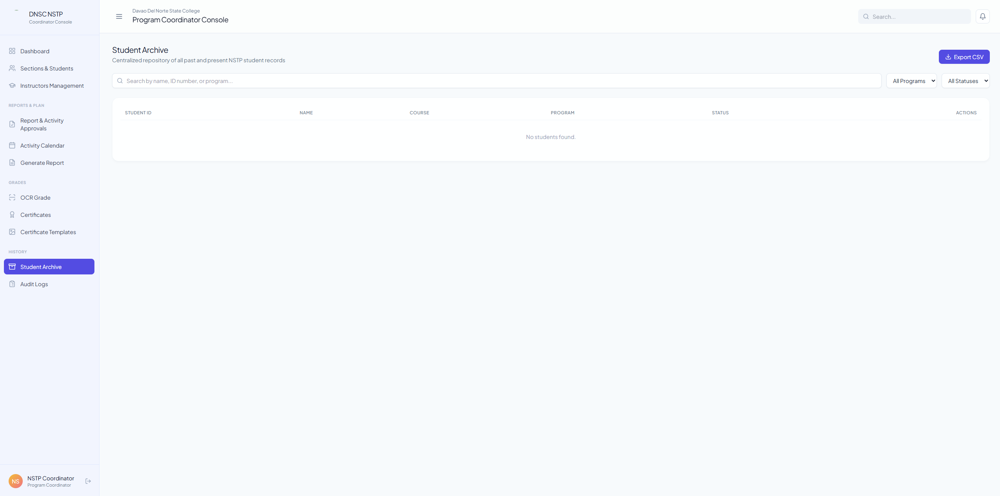 DNSC NSTP
Coordinator Console
Dashboard
Sections & Students
Instructors Management
REPORTS & PLAN
Report & Activity
Approvals
Activity Calendar
Generate Report
GRADES
OCR Grade
Certificates
Certificate Templates
HISTORY
Student Archive
Audit Logs
NS
NSTP Coordinator
Program Coordinator
Davao Del Norte State College
Program Coordinator Console
Search...
Student Archive
Centralized repository of all past and present NSTP student records
Export CSV
Search by name, ID number, or program...
All Programs
All Statuses
STUDENT ID NAME COURSE PROGRAM STATUS ACTIONS
No students found.